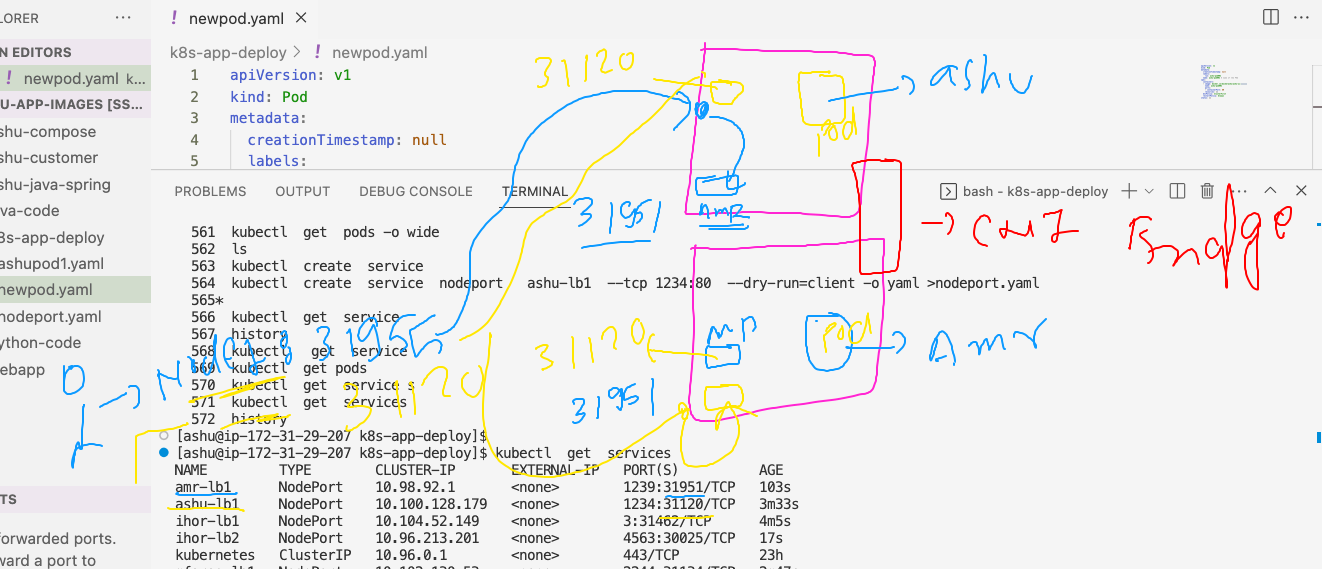 LORER ··· ! newpod.yaml ×
N EDITORS
k8s-app-deploy > ! newpod.yaml
! newpod.yaml k...
U-APP-IMAGES [SS...
shu-compose
shu-customer
shu-java-spring
va-code
8s-app-deploy
ashupod1.yaml
newpod.yaml
nodeport.yaml
ython-code
ebapp
TS
forwarded ports.
ward a port to
1 apiVersion: v1
2 kind: Pod
3 metadata:
4 creationTimestamp: null
5 labels:
31120
ashu
Pod
PROBLEMS OUTPUT DEBUG CONSOLE TERMINAL bash - k8s-app-deploy
31951
561 kubectl get pods -o wide
562 ls
563 kubectl create service
564 kubectl create service nodeport ashu-lb1 --tcp 1234:80 --dry-run=client -o yaml >nodeport.yaml
565*
566 kubectl get service
567 history
568 kubectl get service
569 kubectl get pods
570 kubectl get service s
571 kubectl get services
572 history
31120
31120
31951
Pod
Amr
[ashu@ip-172-31-29-207 k8s-app-deploy]$
[ashu@ip-172-31-29-207 k8s-app-deploy]$ kubectl get services
NAME TYPE CLUSTER-IP EXTERNAL-IP PORT(S) AGE
amr-lb1 NodePort 10.98.92.1 <none> 1239:31951/TCP 103s
ashu-lb1 NodePort 10.100.128.179 <none> 1234:31120/TCP 3m33s
ihor-lb1 NodePort 10.104.52.149 <none> 3:31462/TCP 4m5s
ihor-lb2 NodePort 10.96.213.201 <none> 4563:30025/TCP 17s
kubernetes ClusterIP 10.96.0.1 <none> 443/TCP 23h